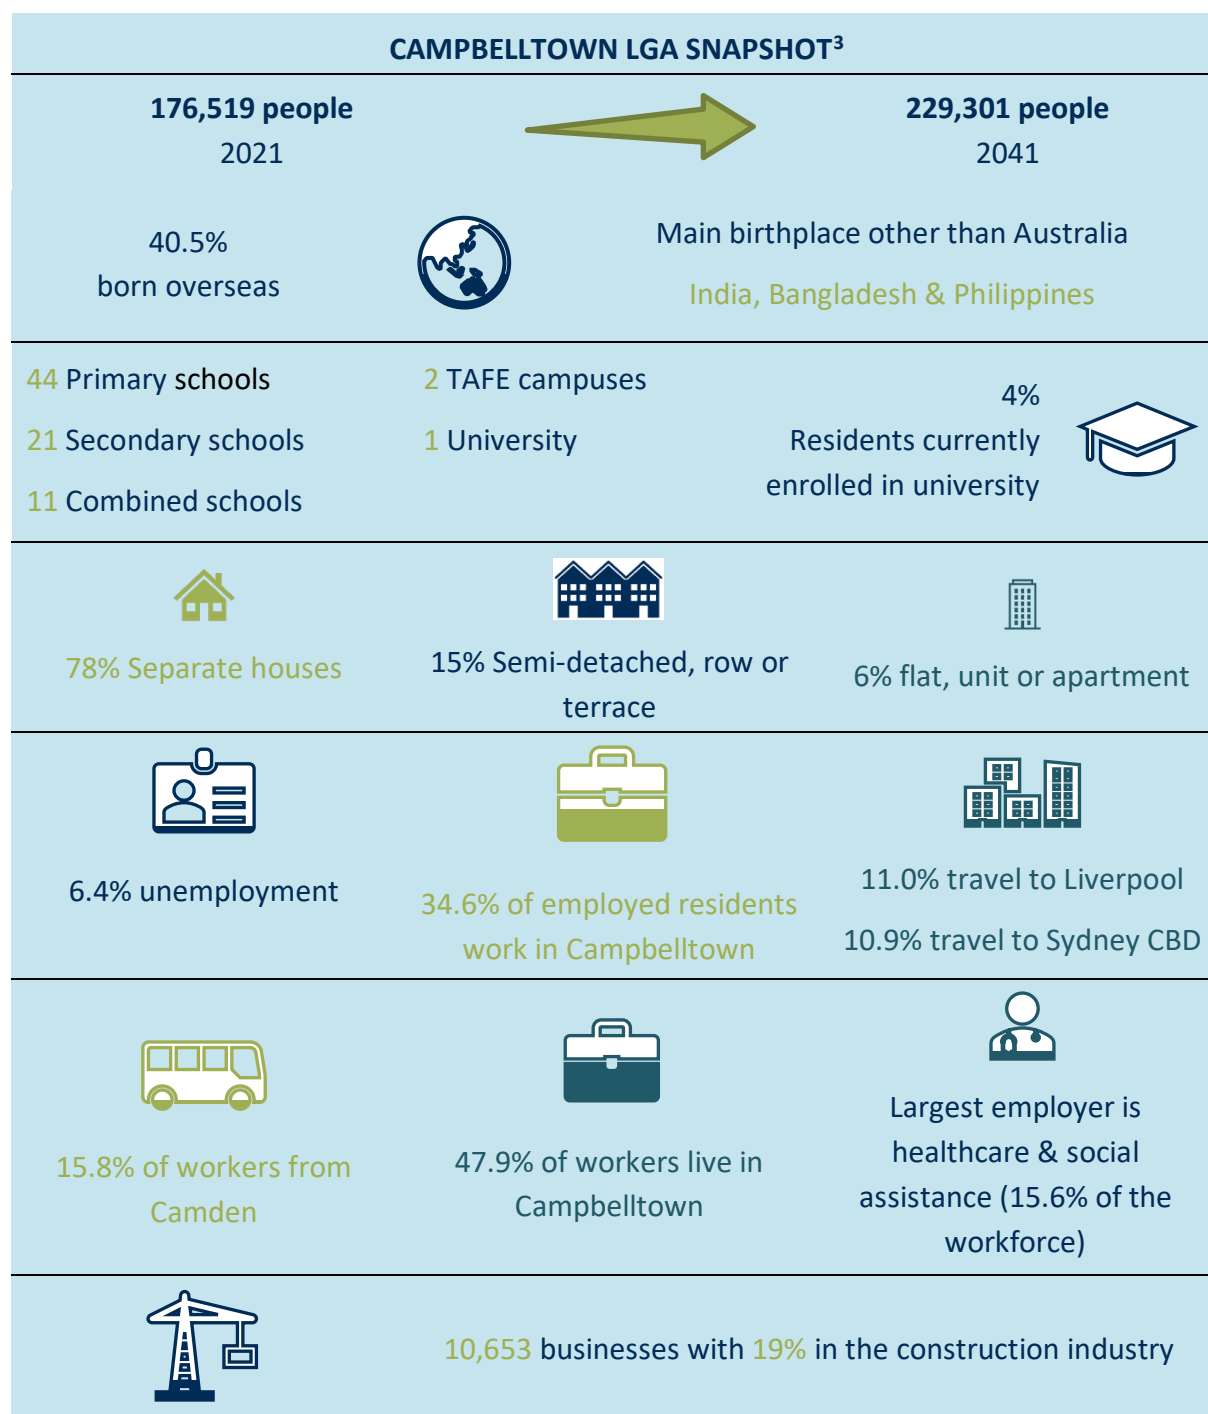 CAMPBELLTOWN LGA SNAPSHOT³
176,519 people
2021
229,301 people
2041
40.5%
born overseas
Main birthplace other than Australia
India, Bangladesh & Philippines
44 Primary schools
21 Secondary schools
11 Combined schools
2 TAFE campuses
1 University
4%
Residents currently
enrolled in university
78% Separate houses
15% Semi-detached, row or
terrace
6% flat, unit or apartment
6.4% unemployment
34.6% of employed residents
work in Campbelltown
11.0% travel to Liverpool
10.9% travel to Sydney CBD
15.8% of workers from
Camden
47.9% of workers live in
Campbelltown
Largest employer is
healthcare & social
assistance (15.6% of the
workforce)
10,653 businesses with 19% in the construction industry